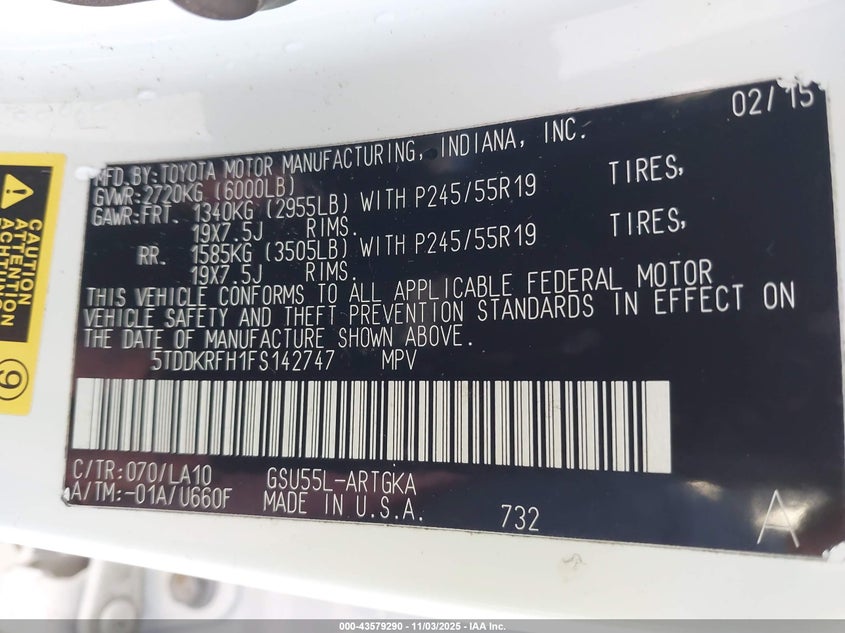 02/15
MFD.BY:TOYOTA MOTOR MANUFACTURING, INDIANA, INC.
GVWR:2720KG (6000LB)
GAWR:FRT. 1340KG (2955LB) WITH P245/55R19 TIRES,
19X7.5J RIMS.
RR. 1585KG (3505LB) WITH P245/55R19 TIRES,
19X7.5J RIMS.
THIS VEHICLE CONFORMS TO ALL APPLICABLE FEDERAL MOTOR
VEHICLE SAFETY AND THEFT PREVENTION STANDARDS IN EFFECT ON
THE DATE OF MANUFACTURE SHOWN ABOVE.
5TDDKRFH1FS142747 MPV
C/TR:070/LA10 GSU55L-ARTGKA
A/TM:-01A/U660F MADE IN U.S.A. 732 A
CAUTION
ATTENTION
ACHTUNG
9
000-43579290 - 11/03/2025 - IAA Inc.